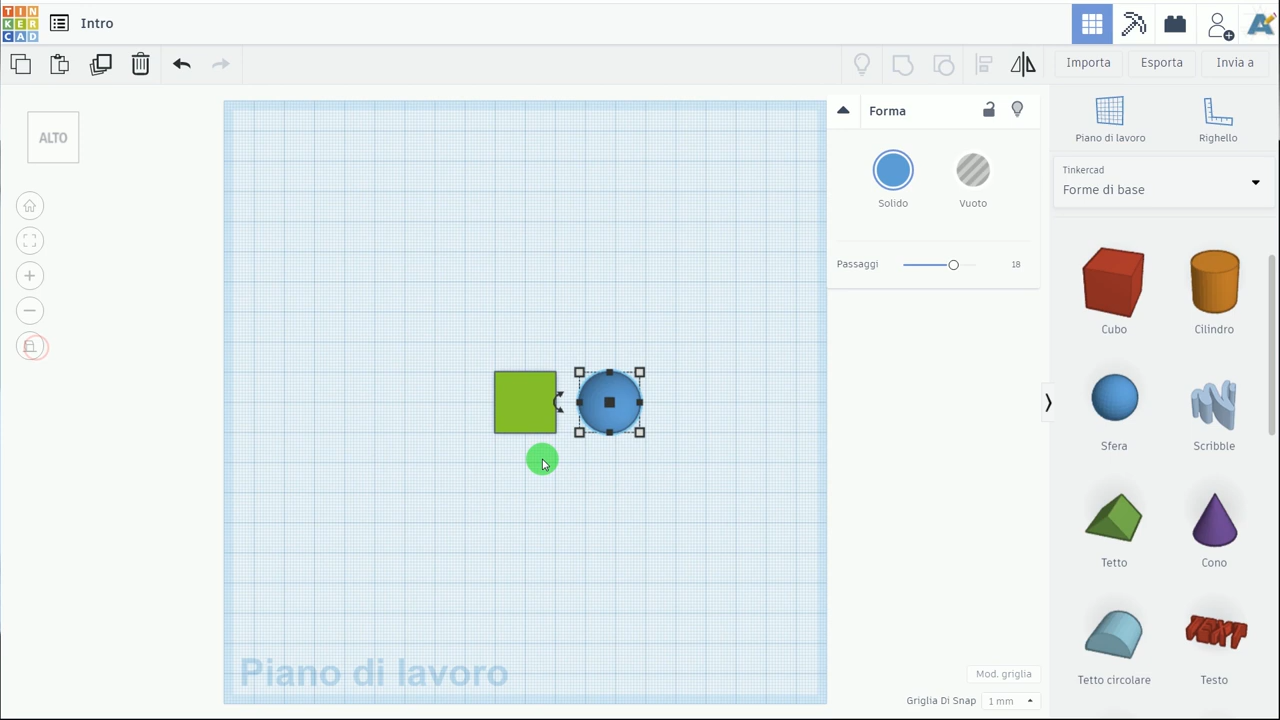 TIN
KER
CAD
Intro
Importa
Esporta
Invia a
ALTO
Forma
Solido
Vuoto
Passaggi
18
Piano di lavoro
Righello
Tinkercad
Forme di base
Cubo
Cilindro
Sfera
Scribble
Tetto
Cono
TEXT
Tetto circolare
Testo
Piano di lavoro
Mod. griglia
Griglia Di Snap
1 mm